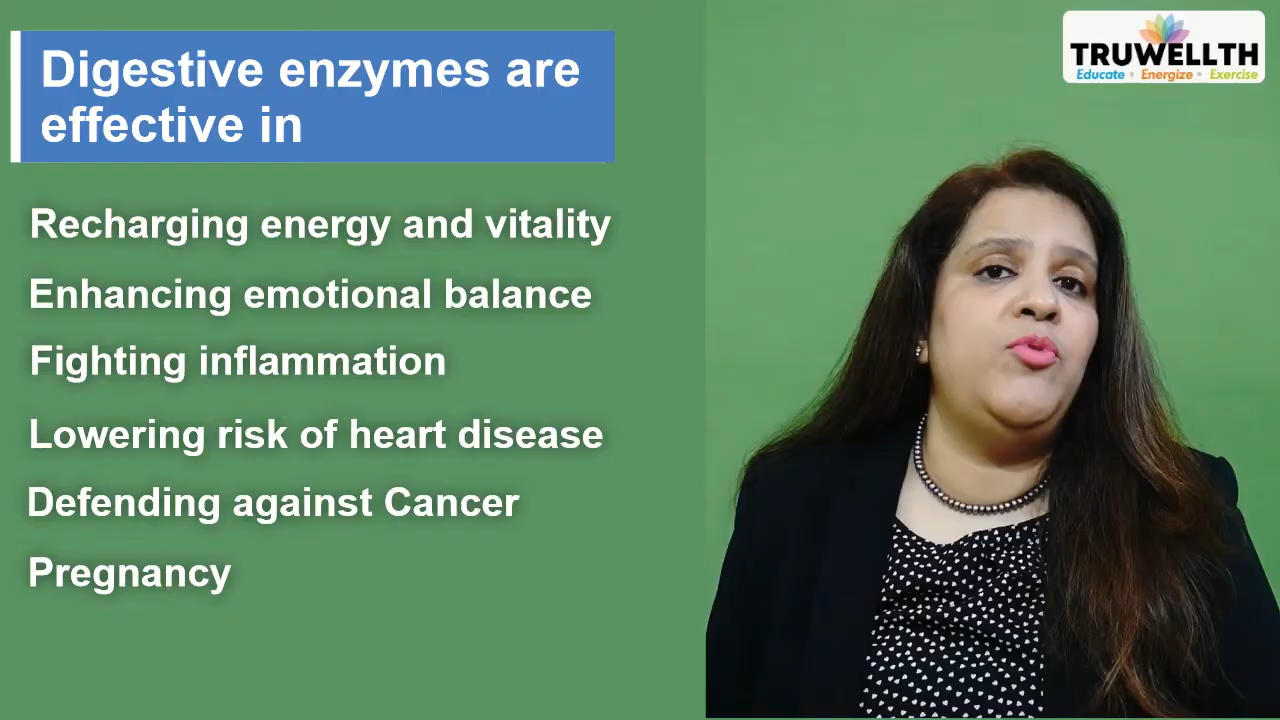 Digestive enzymes are
effective in
TRUWELLTH
Educate • Energize • Exercise
Recharging energy and vitality
Enhancing emotional balance
Fighting inflammation
Lowering risk of heart disease
Defending against Cancer
Pregnancy